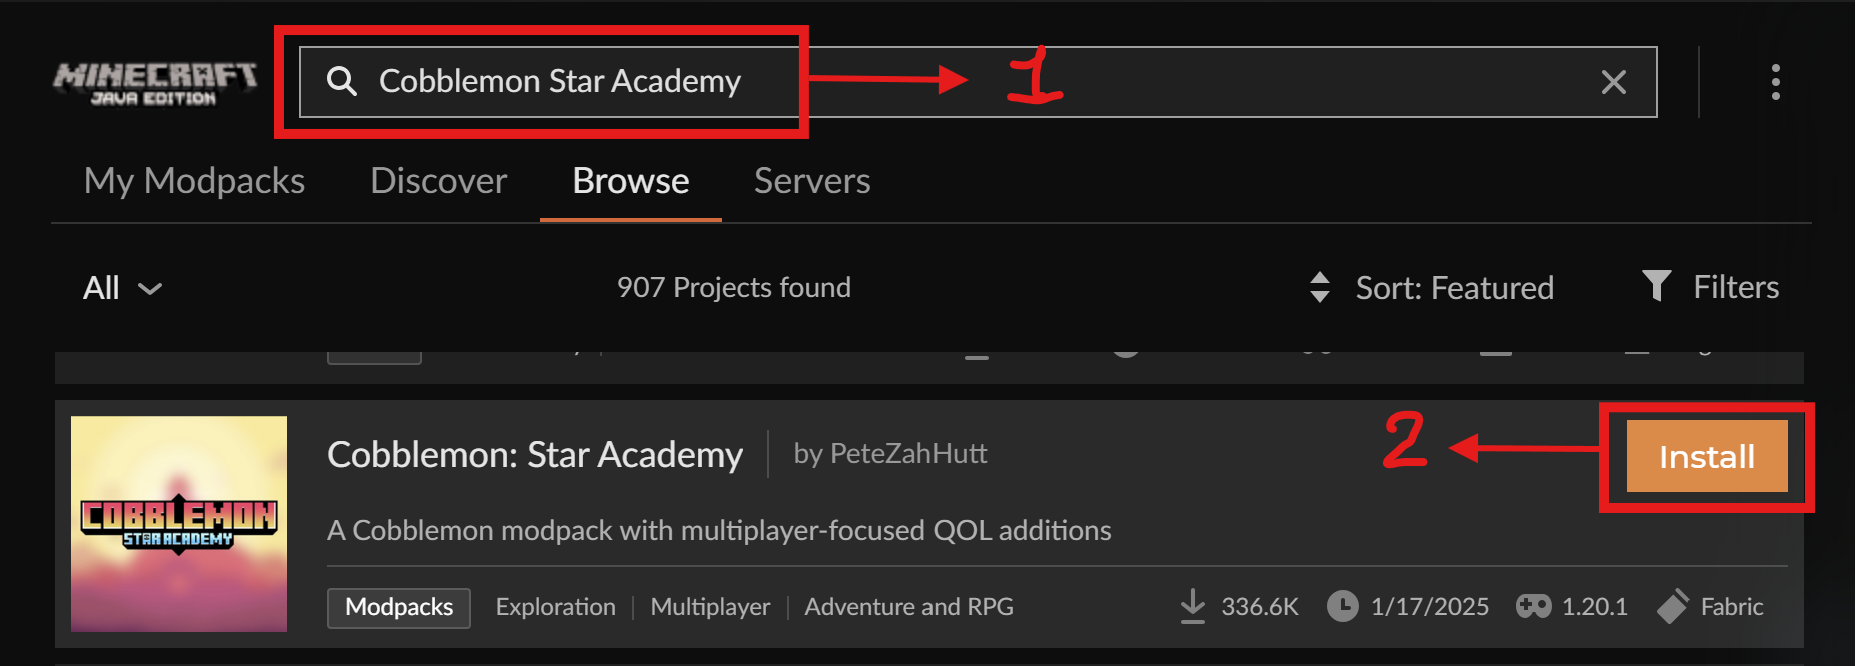 MINECRAFT
JAVA EDITION
Cobblemon Star Academy
1
My Modpacks Discover Browse Servers
All 907 Projects found Sort: Featured Filters
Cobblemon: Star Academy by PeteZahHutt
2
Install
COBBLEMON
STAR ACADEMY
A Cobblemon modpack with multiplayer-focused QOL additions
Modpacks Exploration Multiplayer Adventure and RPG 336.6K 1/17/2025 1.20.1 Fabric